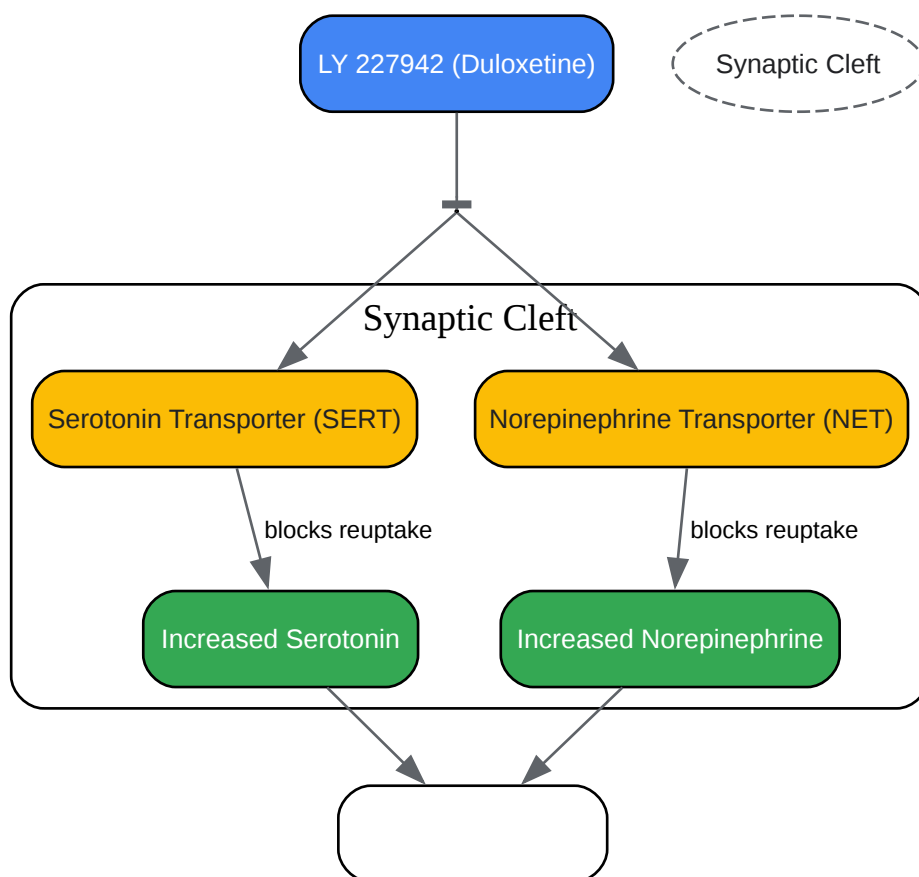 LY 227942 (Duloxetine)
Synaptic Cleft
Synaptic Cleft
Serotonin Transporter (SERT)
Norepinephrine Transporter (NET)
blocks reuptake
blocks reuptake
Increased Serotonin
Increased Norepinephrine